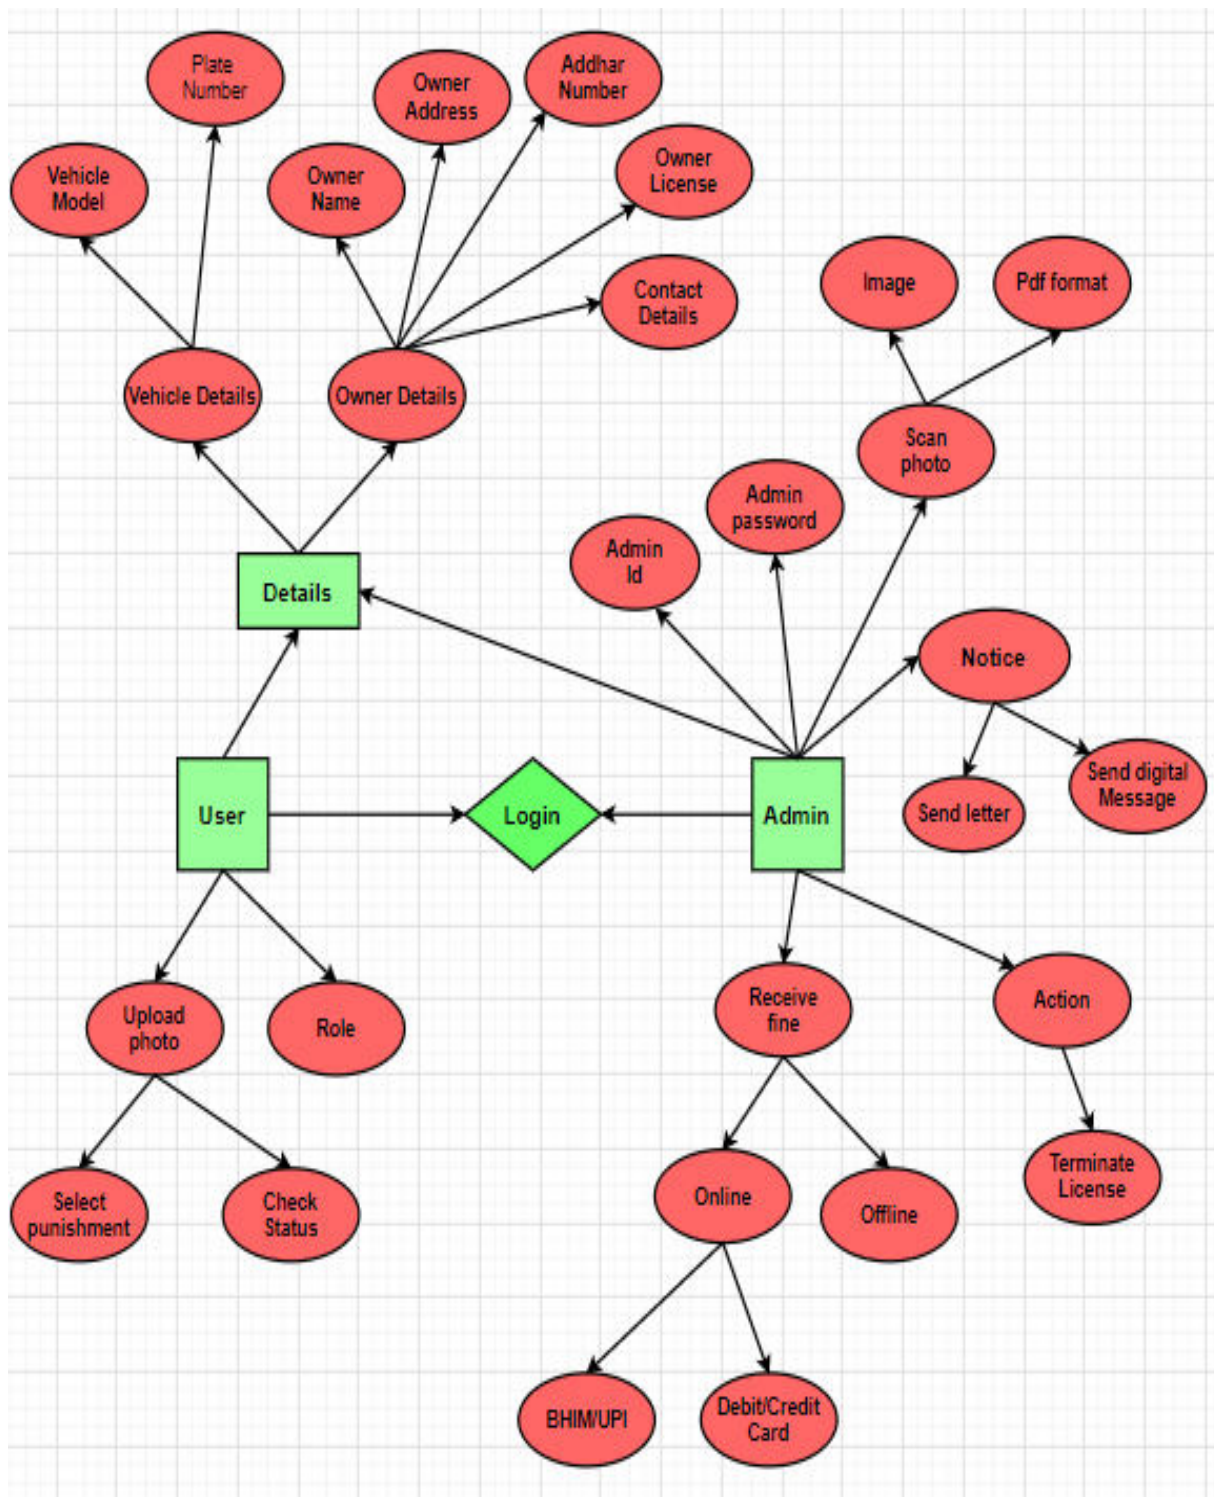 Plate
Number
Owner
Address
Addhar
Number
Vehicle
Model
Owner
Name
Owner
License
Contact
Details
Image
Pdf format
Vehicle Details
Owner Details
Scan
photo
Admin
password
Admin
Id
Details
Notice
Send digital
Message
User
Login
Admin
Send letter
Upload
photo
Role
Receive
fine
Action
Select
punishment
Check
Status
Online
Offline
Terminate
License
BHIM/UPI
Debit/Credit
Card